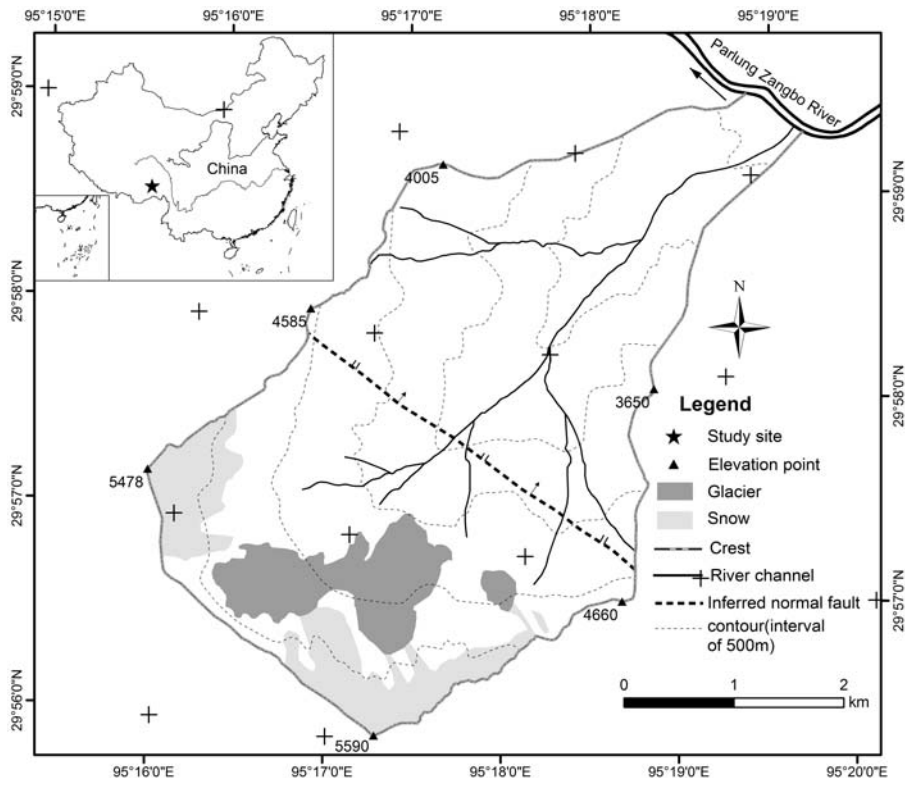 95°15'0"E
95°16'0"E
95°17'0"E
95°18'0"E
95°19'0"E
29°59'0"N
Parlung Zangbo River
China
4005
29°59'0"N
29°58'0"N
4585
N
3650
29°58'0"N
Legend
Study site
5478
Elevation point
29°57'0"N
Glacier
Snow
Crest
River channel
4660
Inferred normal fault
29°57'0"N
contour(interval
of 500m)
0 1 2
km
29°56'0"N
5590
95°16'0"E
95°17'0"E
95°18'0"E
95°19'0"E
95°20'0"E